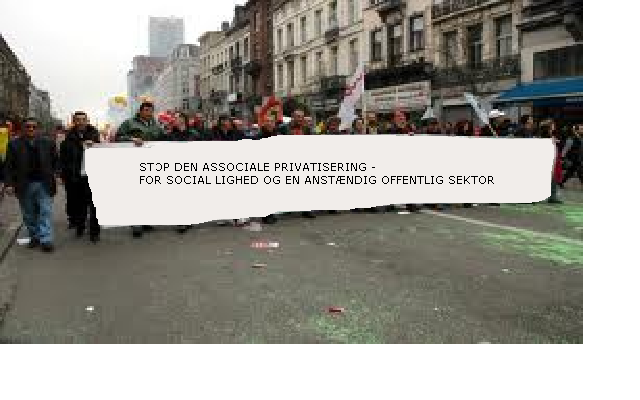 STOP DEN ASSOCIALE PRIVATISERING -
FOR SOCIAL LIGHED OG EN ANSTÆNDIG OFFENTLIG SEKTOR